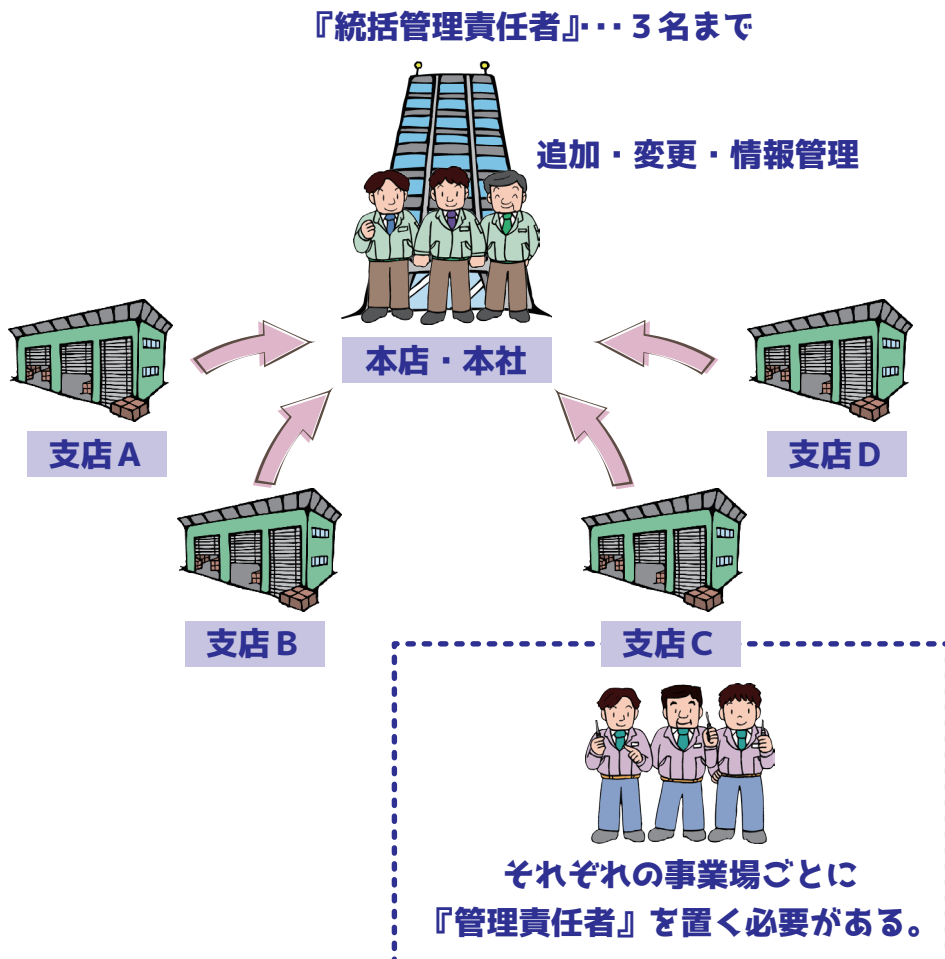 『統括管理責任者』･･･３名まで
追加・変更・情報管理
本店・本社
支店Ａ
支店Ｄ
支店Ｂ
支店Ｃ
それぞれの事業場ごとに
『管理責任者』を置く必要がある。